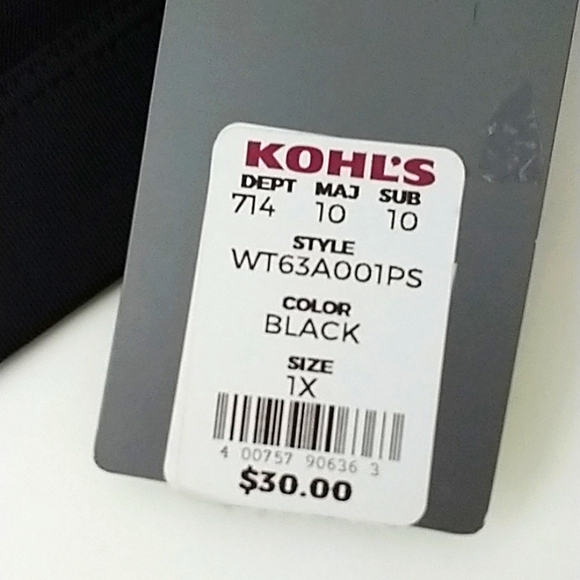 KOHL'S
DEPT MAJ SUB
714 10 10
STYLE
WT63A001PS
COLOR
BLACK
SIZE
1X
4 00757 90636 3
$30.00